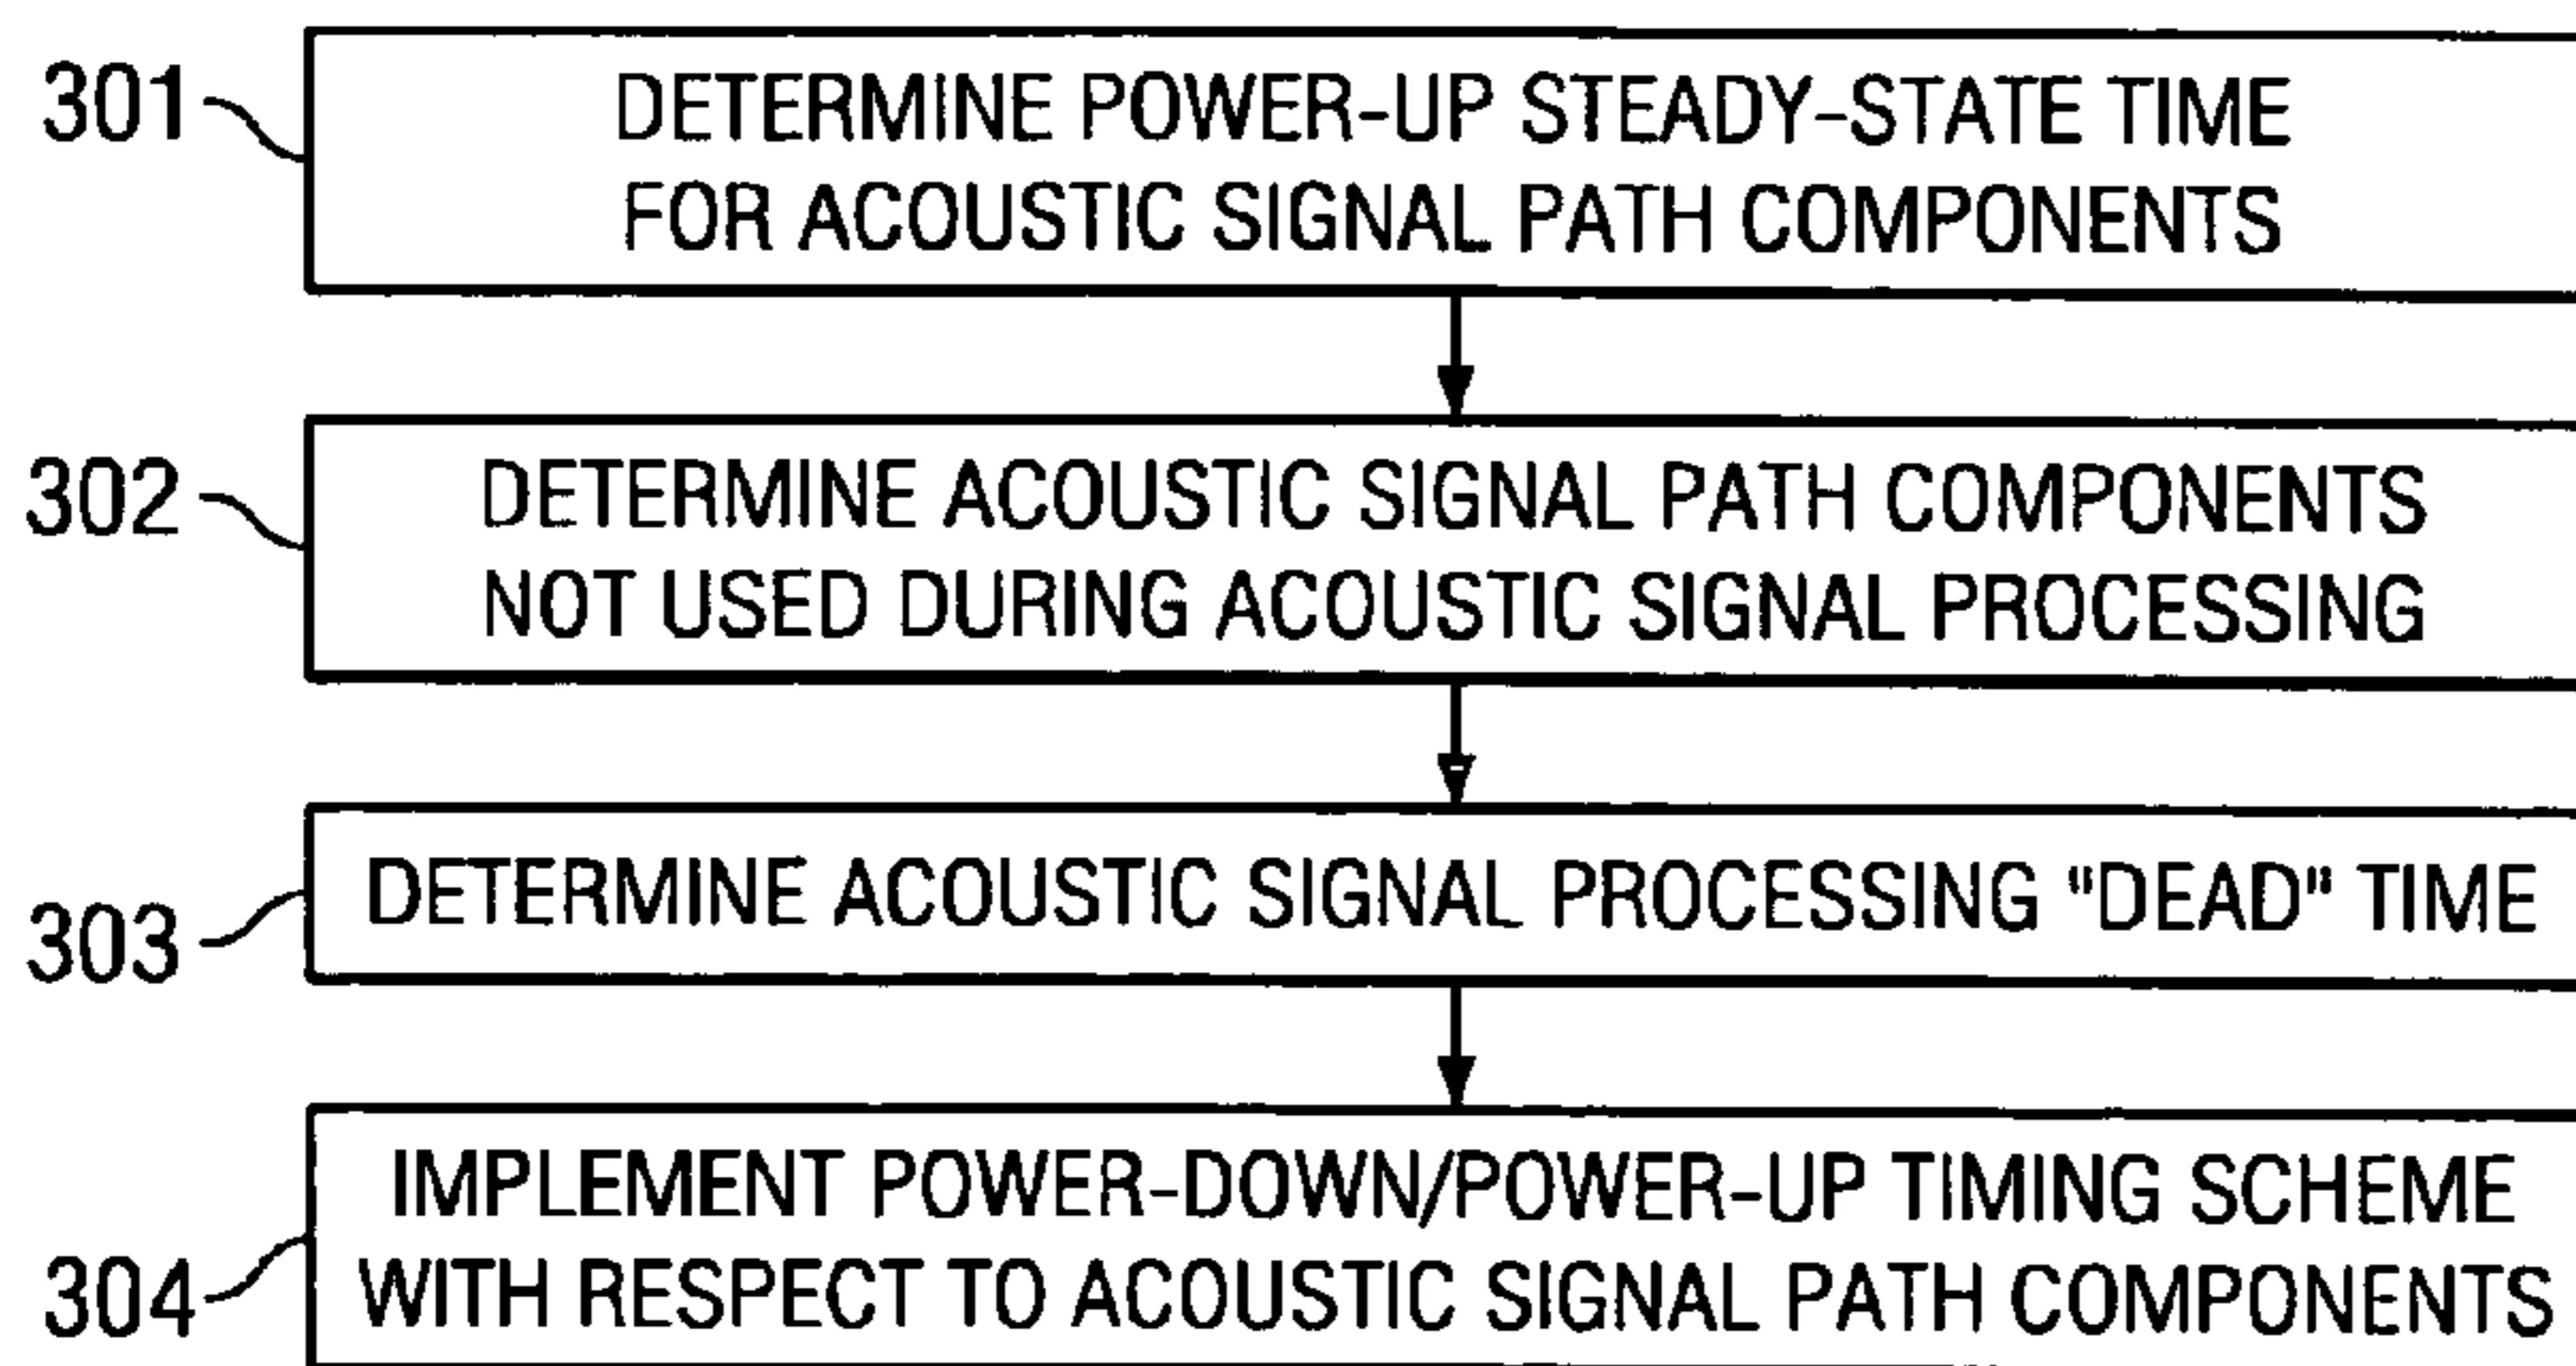 301
DETERMINE POWER-UP STEADY-STATE TIME
FOR ACOUSTIC SIGNAL PATH COMPONENTS
302
DETERMINE ACOUSTIC SIGNAL PATH COMPONENTS
NOT USED DURING ACOUSTIC SIGNAL PROCESSING
303
DETERMINE ACOUSTIC SIGNAL PROCESSING "DEAD" TIME
304
IMPLEMENT POWER-DOWN/POWER-UP TIMING SCHEME
WITH RESPECT TO ACOUSTIC SIGNAL PATH COMPONENTS